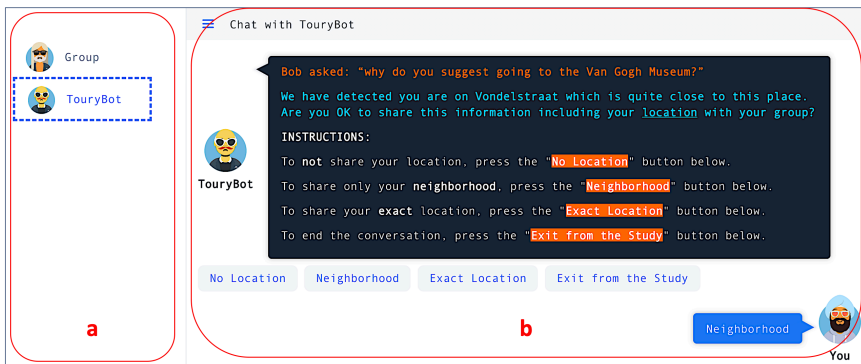 Group
TouryBot
a
Chat with TouryBot
Bob asked: “why do you suggest going to the Van Gogh Museum?”
We have detected you are on Vondelstraat which is quite close to this place.
Are you OK to share this information including your location with your group?
INSTRUCTIONS:
To not share your location, press the "No Location" button below.
To share only your neighborhood, press the "Neighborhood" button below.
To share your exact location, press the "Exact Location" button below.
To end the conversation, press the "Exit from the Study" button below.
TouryBot
No Location Neighborhood Exact Location Exit from the Study
b
Neighborhood
You